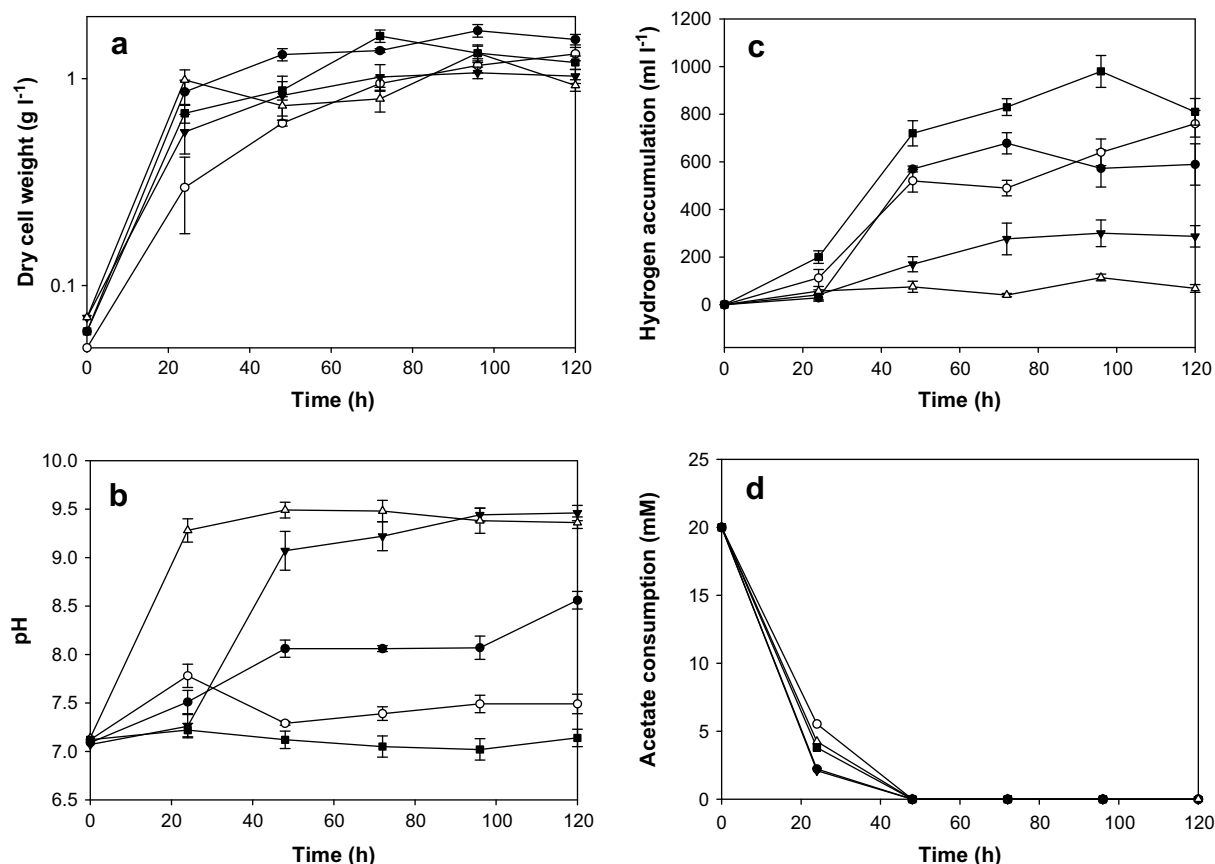 a
Dry cell weight (g l⁻¹)
1
0.1
0 20 40 60 80 100 120
Time (h)
c
Hydrogen accumulation (ml l⁻¹)
1200
1000
800
600
400
200
0
0 20 40 60 80 100 120
Time (h)
b
pH
10.0
9.5
9.0
8.5
8.0
7.5
7.0
6.5
0 20 40 60 80 100 120
Time (h)
d
Acetate consumption (mM)
25
20
15
10
5
0
0 20 40 60 80 100 120
Time (h)